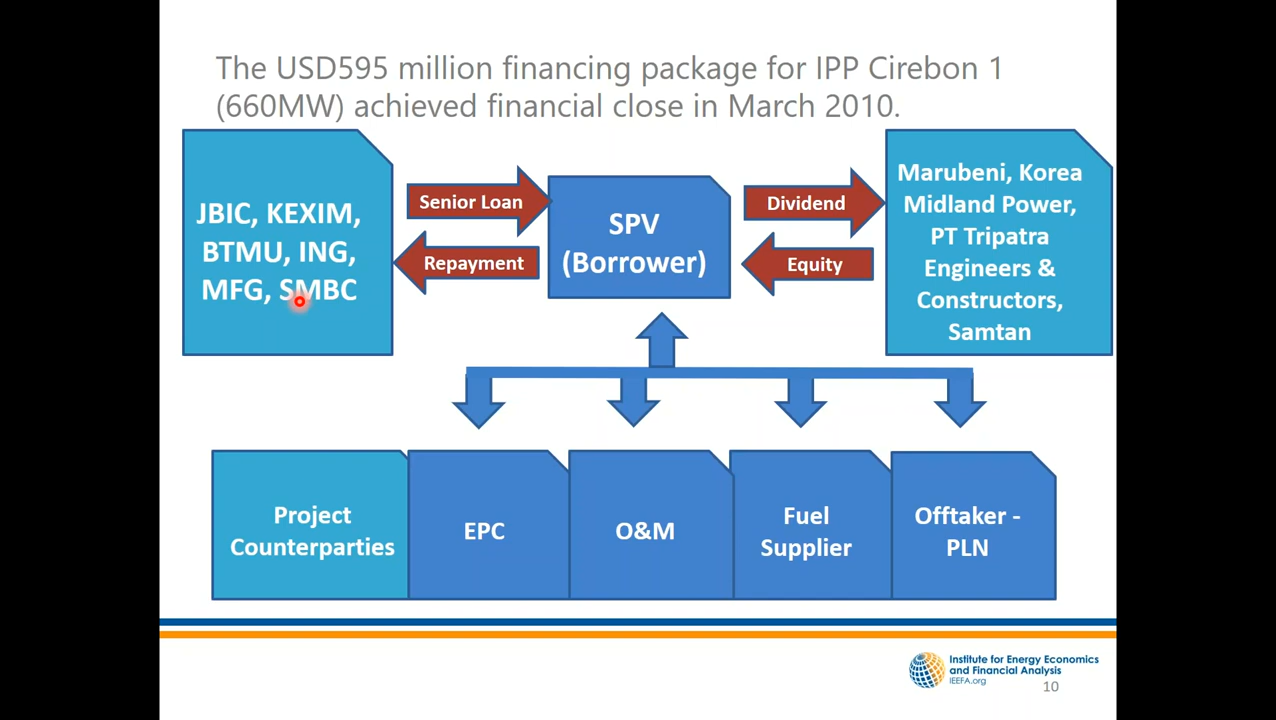 The USD595 million financing package for IPP Cirebon 1
(660MW) achieved financial close in March 2010.
JBIC, KEXIM,
BTMU, ING,
MFG, SMBC
Senior Loan
Repayment
SPV
(Borrower)
Dividend
Equity
Marubeni, Korea
Midland Power,
PT Tripatra
Engineers &
Constructors,
Samtan
Project
Counterparties
EPC
O&M
Fuel
Supplier
Offtaker -
PLN
Institute for Energy Economics
and Financial Analysis
IEEFA.org
10